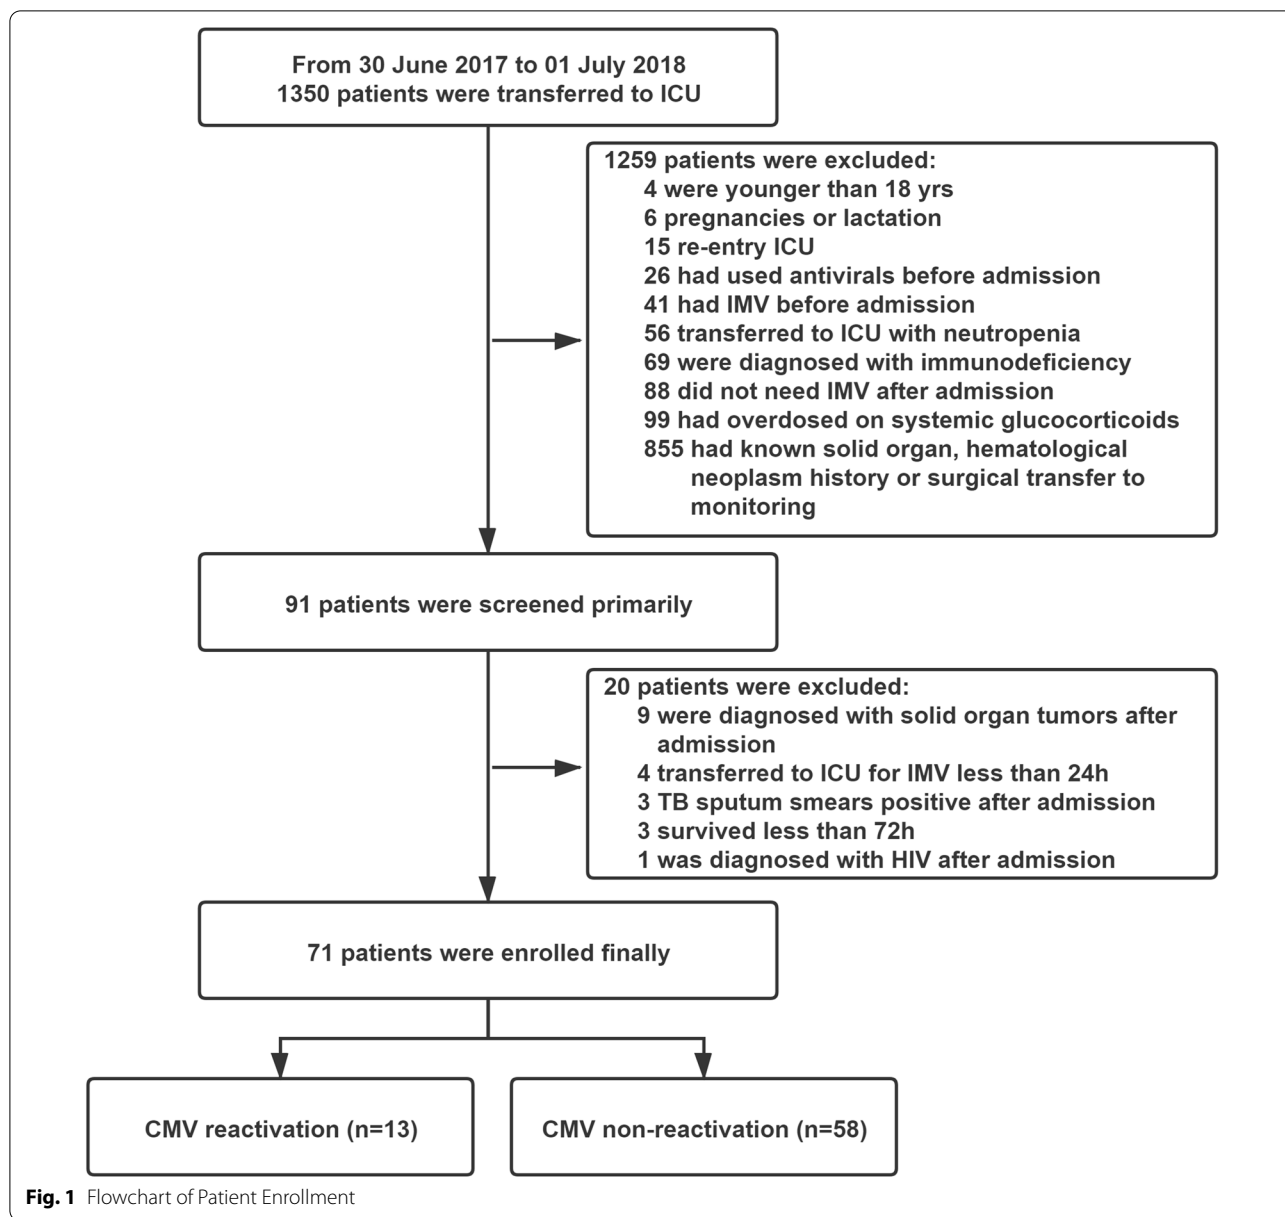 From 30 June 2017 to 01 July 2018
1350 patients were transferred to ICU
1259 patients were excluded:
4 were younger than 18 yrs
6 pregnancies or lactation
15 re-entry ICU
26 had used antivirals before admission
41 had IMV before admission
56 transferred to ICU with neutropenia
69 were diagnosed with immunodeficiency
88 did not need IMV after admission
99 had overdosed on systemic glucocorticoids
855 had known solid organ, hematological
neoplasm history or surgical transfer to
monitoring
91 patients were screened primarily
20 patients were excluded:
9 were diagnosed with solid organ tumors after
admission
4 transferred to ICU for IMV less than 24h
3 TB sputum smears positive after admission
3 survived less than 72h
1 was diagnosed with HIV after admission
71 patients were enrolled finally
CMV reactivation (n=13)
CMV non-reactivation (n=58)
Fig. 1 Flowchart of Patient Enrollment